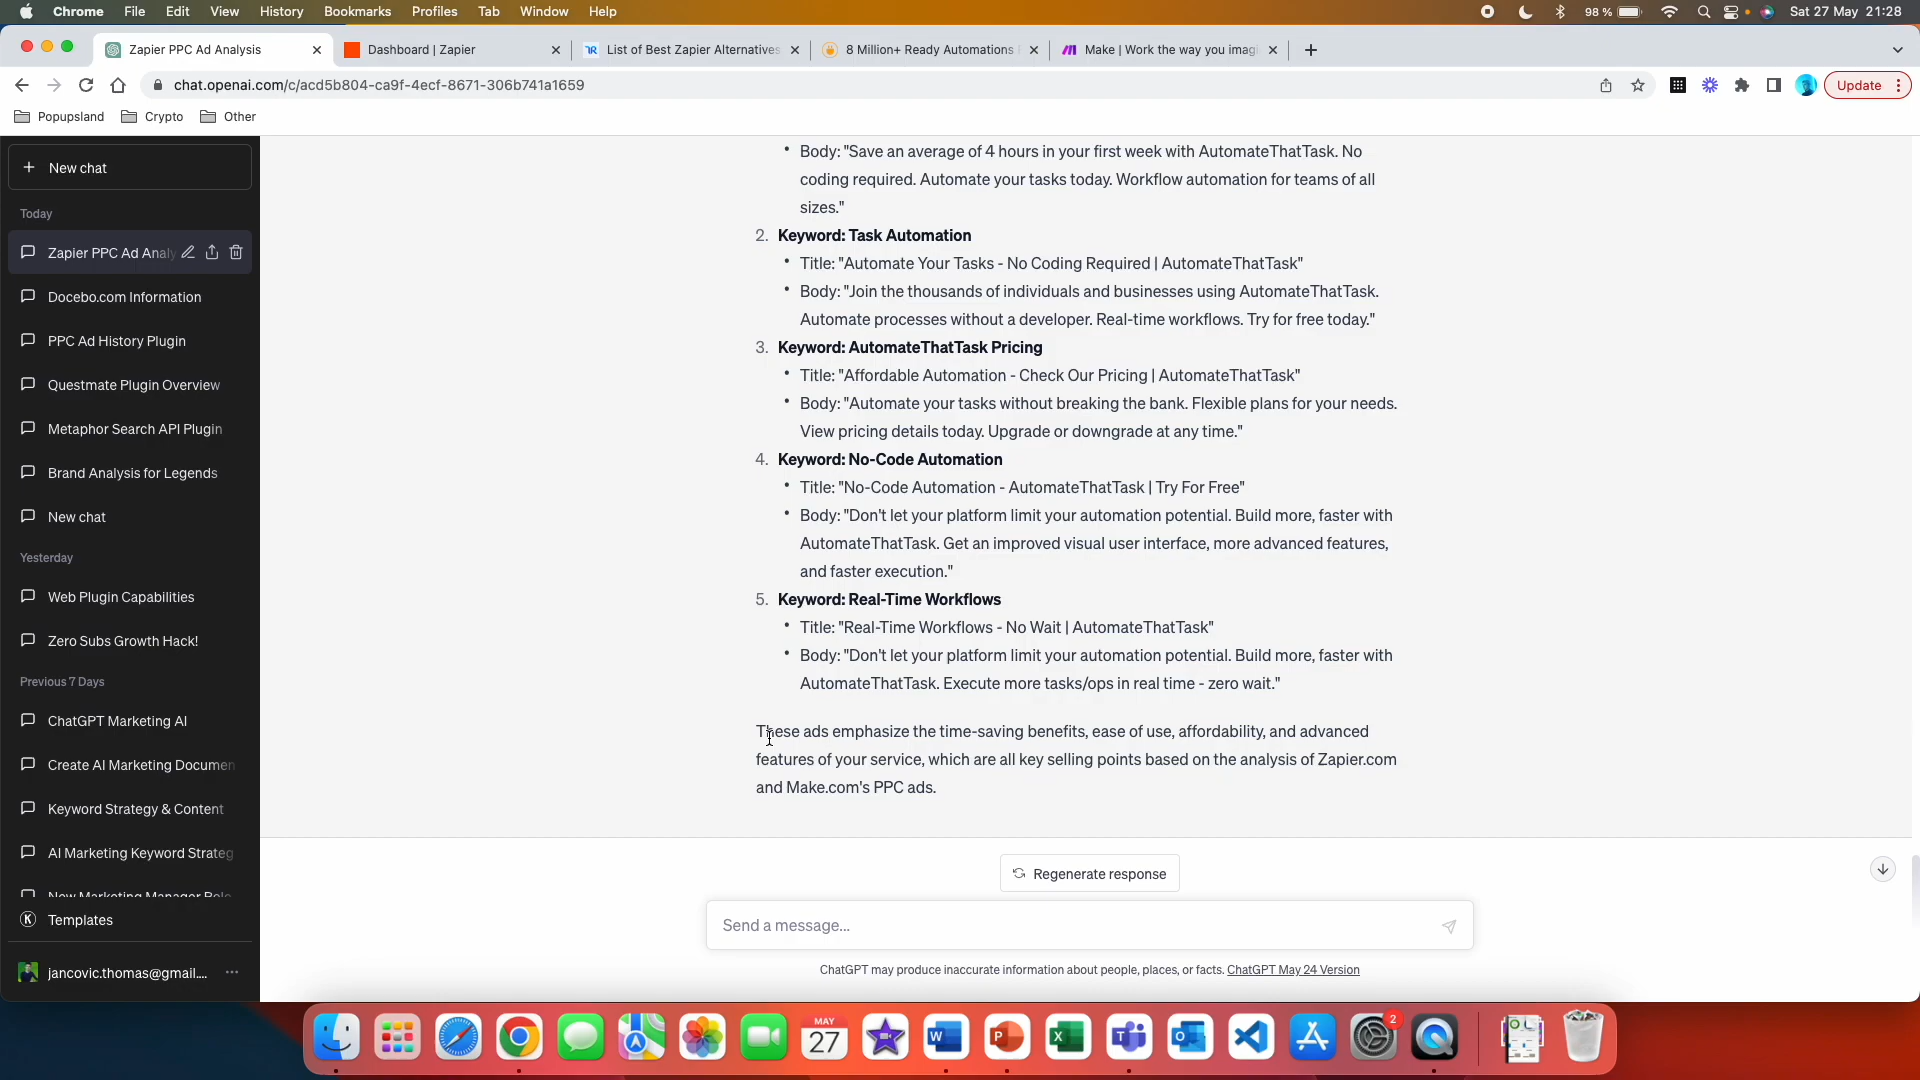 Chrome File Edit View History Bookmarks Profiles Tab Window Help 98 % Sat 27 May 21:28
Zapier PPC Ad Analysis Dashboard | Zapier List of Best Zapier Alternatives 8 Million+ Ready Automations Make | Work the way you imag
chat.openai.com/c/acd5b804-ca9f-4ecf-8671-306b741a1659 Update
Popupsland Crypto Other
New chat
Today
Zapier PPC Ad Analy
Docebo.com Information
PPC Ad History Plugin
Questmate Plugin Overview
Metaphor Search API Plugin
Brand Analysis for Legends
New chat
Yesterday
Web Plugin Capabilities
Zero Subs Growth Hack!
Previous 7 Days
ChatGPT Marketing AI
Create AI Marketing Documen
Keyword Strategy & Content
AI Marketing Keyword Strateg
New Marketing Manager Role
Templates
jancovic.thomas@gmail....
• Body: "Save an average of 4 hours in your first week with AutomateThatTask. No
coding required. Automate your tasks today. Workflow automation for teams of all
sizes."
2. Keyword: Task Automation
• Title: "Automate Your Tasks - No Coding Required | AutomateThatTask"
• Body: "Join the thousands of individuals and businesses using AutomateThatTask.
Automate processes without a developer. Real-time workflows. Try for free today."
3. Keyword: AutomateThatTask Pricing
• Title: "Affordable Automation - Check Our Pricing | AutomateThatTask"
• Body: "Automate your tasks without breaking the bank. Flexible plans for your needs.
View pricing details today. Upgrade or downgrade at any time."
4. Keyword: No-Code Automation
• Title: "No-Code Automation - AutomateThatTask | Try For Free"
• Body: "Don't let your platform limit your automation potential. Build more, faster with
AutomateThatTask. Get an improved visual user interface, more advanced features,
and faster execution."
5. Keyword: Real-Time Workflows
• Title: "Real-Time Workflows - No Wait | AutomateThatTask"
• Body: "Don't let your platform limit your automation potential. Build more, faster with
AutomateThatTask. Execute more tasks/ops in real time - zero wait."
These ads emphasize the time-saving benefits, ease of use, affordability, and advanced
features of your service, which are all key selling points based on the analysis of Zapier.com
and Make.com's PPC ads.
Regenerate response
Send a message...
ChatGPT may produce inaccurate information about people, places, or facts. ChatGPT May 24 Version
MAY
27
2